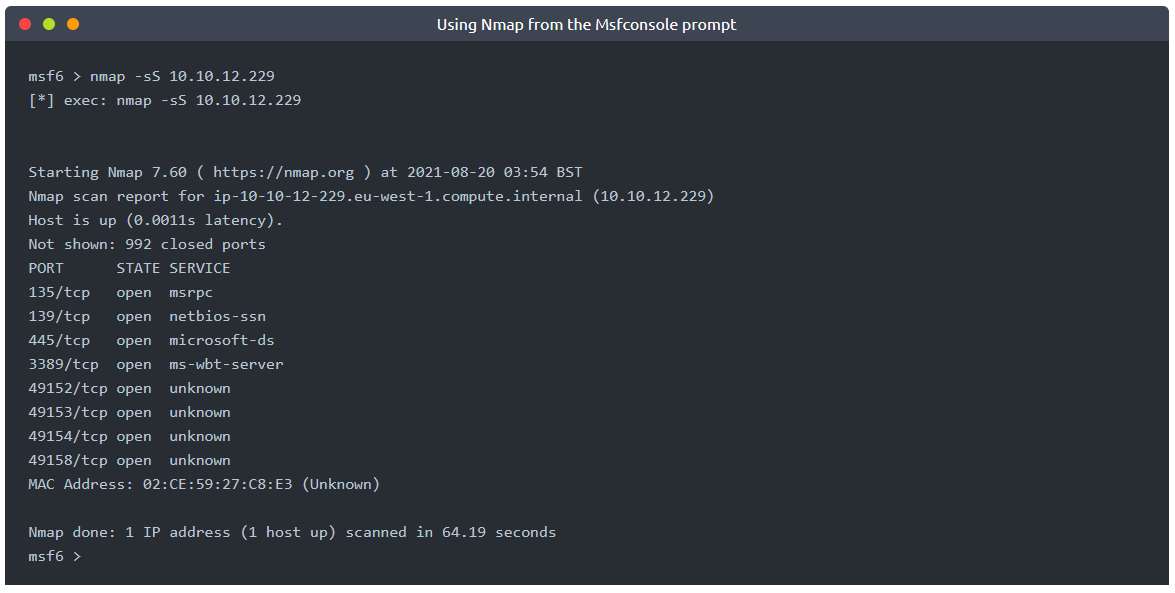 Using Nmap from the Msfconsole prompt
msf6 > nmap -sS 10.10.12.229
[*] exec: nmap -sS 10.10.12.229
Starting Nmap 7.60 ( https://nmap.org ) at 2021-08-20 03:54 BST
Nmap scan report for ip-10-10-12-229.eu-west-1.compute.internal (10.10.12.229)
Host is up (0.0011s latency).
Not shown: 992 closed ports
PORT      STATE SERVICE
135/tcp   open  msrpc
139/tcp   open  netbios-ssn
445/tcp   open  microsoft-ds
3389/tcp  open  ms-wbt-server
49152/tcp open  unknown
49153/tcp open  unknown
49154/tcp open  unknown
49158/tcp open  unknown
MAC Address: 02:CE:59:27:C8:E3 (Unknown)
Nmap done: 1 IP address (1 host up) scanned in 64.19 seconds
msf6 >